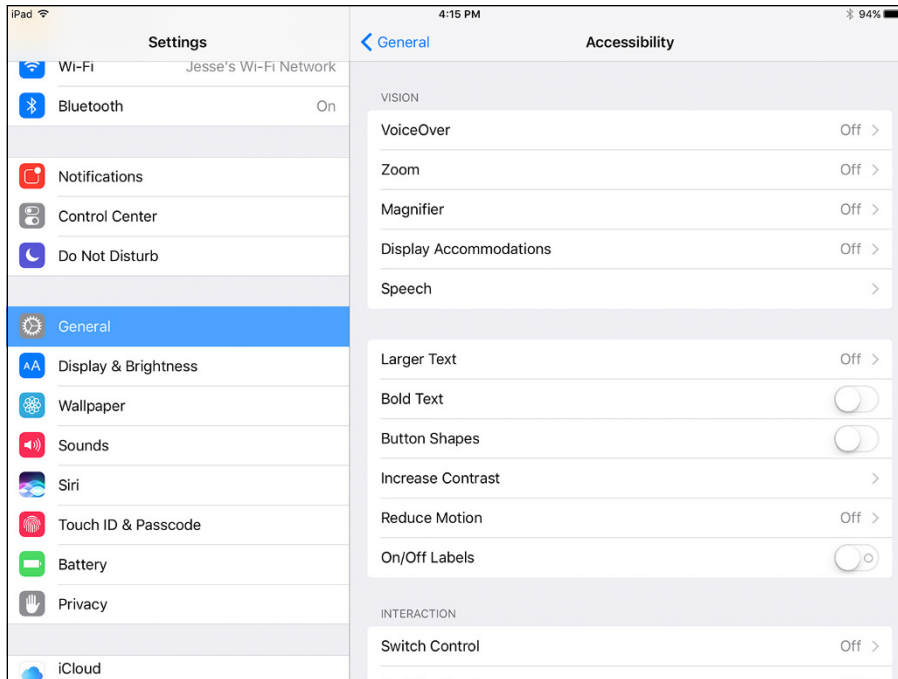 iPad 4:15 PM 94%
Settings
Wi-Fi Jesse's Wi-Fi Network
Bluetooth On
Notifications
Control Center
Do Not Disturb
General
AA Display & Brightness
Wallpaper
Sounds
Siri
Touch ID & Passcode
Battery
Privacy
iCloud
General Accessibility
VISION
VoiceOver Off
Zoom Off
Magnifier Off
Display Accommodations Off
Speech
Larger Text Off
Bold Text
Button Shapes
Increase Contrast
Reduce Motion Off
On/Off Labels
INTERACTION
Switch Control Off